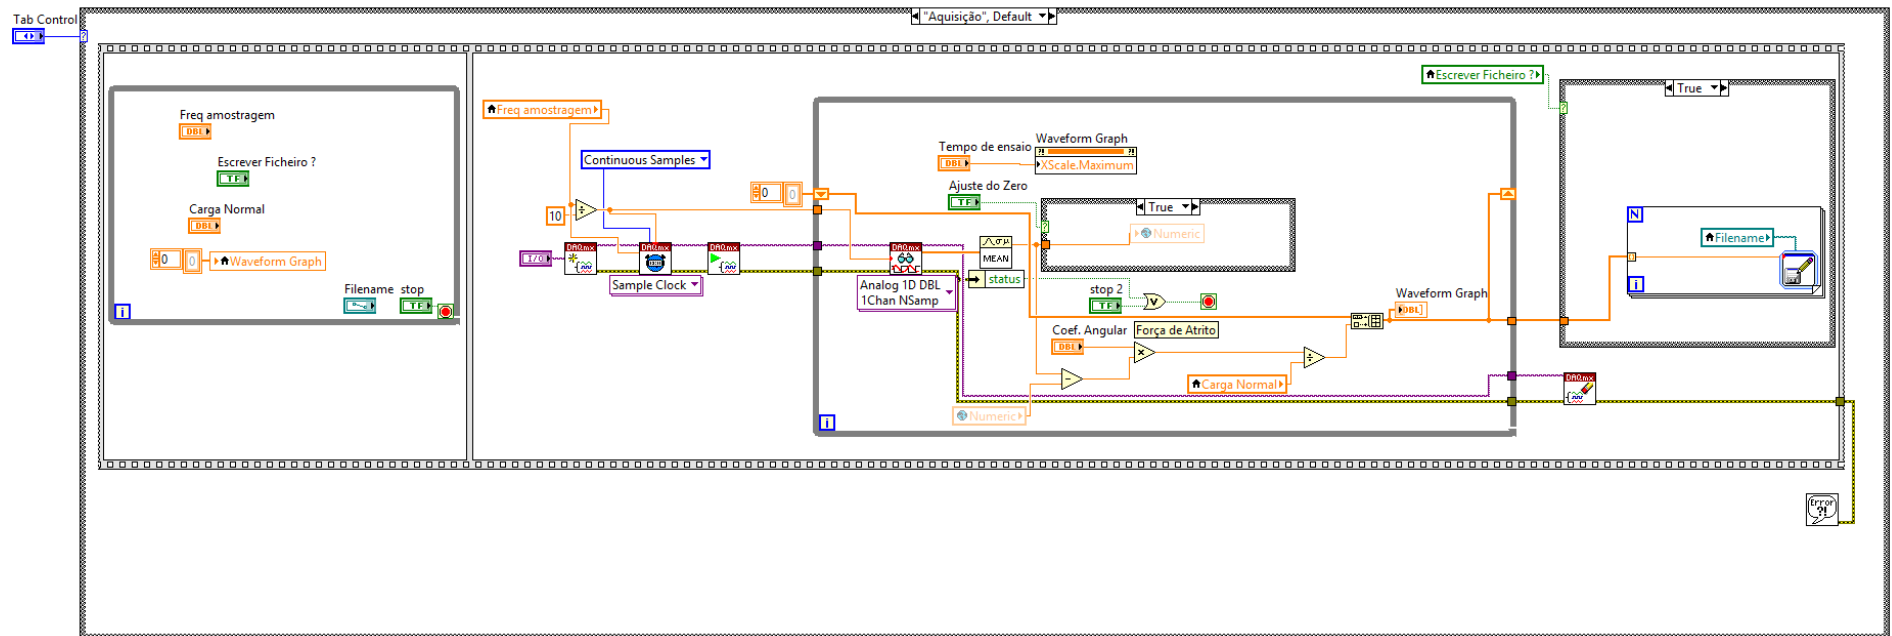 Tab Control
"Aquisição", Default
Freq amostragem
DBL
Escrever Ficheiro ?
TF
Carga Normal
DBL
0
0
Waveform Graph
Filename
stop
TF
i
Freq amostragem
Continuous Samples
10
I/O
DAQmx
DAQmx
DAQmx
Sample Clock
0
0
Tempo de ensaio
DBL
Waveform Graph
XScale.Maximum
Ajuste do Zero
TF
True
Numeric
DAQmx
Analog 1D DBL
1Chan NSamp
MEAN
status
stop 2
TF
Coef. Angular
DBL
Força de Atrito
Carga Normal
Numeric
i
Waveform Graph
DBL
Escrever Ficheiro ?
True
N
Filename
i
DAQmx
Error
?!